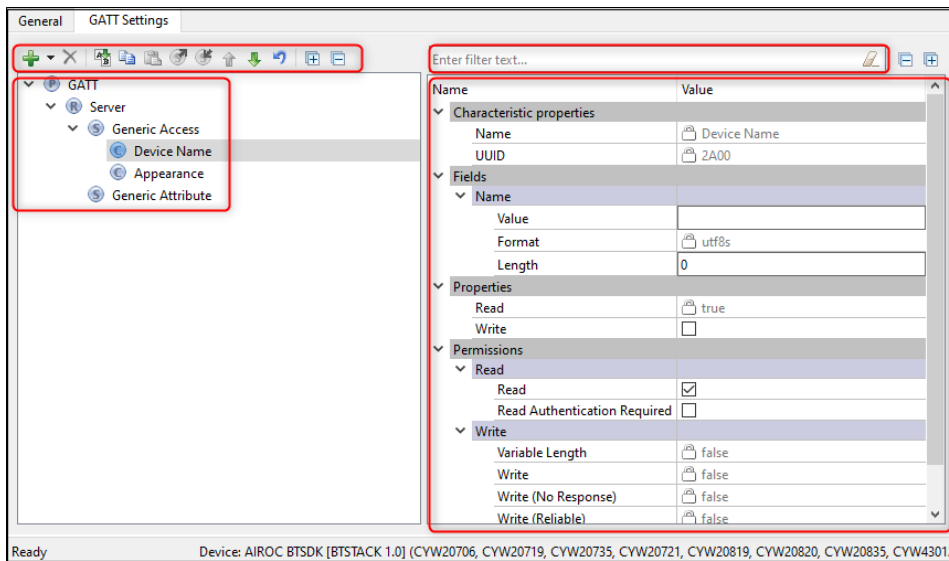 General GATT Settings
Enter filter text...
P GATT
R Server
S Generic Access
C Device Name
C Appearance
S Generic Attribute
Name Value
Characteristic properties
Name Device Name
UUID 2A00
Fields
Name
Value
Format utf8s
Length 0
Properties
Read true
Write
Permissions
Read
Read
Read Authentication Required
Write
Variable Length false
Write false
Write (No Response) false
Write (Reliable) false
Ready Device: AIROC BTSDK [BTSTACK 1.0] (CYW20706, CYW20719, CYW20735, CYW20721, CYW20819, CYW20820, CYW20835, CYW4301